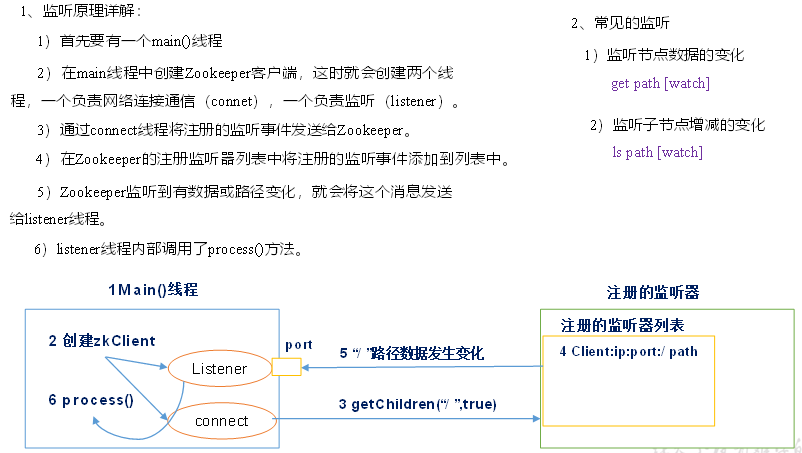 1、监听原理详解：
1）首先要有一个main()线程
2）在main线程中创建Zookeeper客户端，这时就会创建两个线
程，一个负责网络连接通信（connet），一个负责监听（listener）。
3）通过connect线程将注册的监听事件发送给Zookeeper。
4）在Zookeeper的注册监听器列表中将注册的监听事件添加到列表中。
5）Zookeeper监听到有数据或路径变化，就会将这个消息发送
给listener线程。
6）listener线程内部调用了process()方法。
2、常见的监听
1）监听节点数据的变化
get path [watch]
2）监听子节点增减的变化
ls path [watch]
1Main()线程
2 创建zkClient
Listener
port
6 process()
connect
5 “/ ”路径数据发生变化
3 getChildren(“/ ”,true)
注册的监听器
注册的监听器列表
4 Client:ip:port:/ path